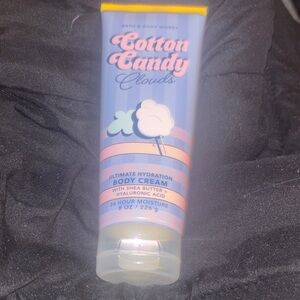 BATH & BODY WORKS
Cotton
Candy
Clouds
ULTIMATE HYDRATION
BODY CREAM
WITH SHEA BUTTER +
HYALURONIC ACID
24 HOUR MOISTURE
8 OZ / 226 g